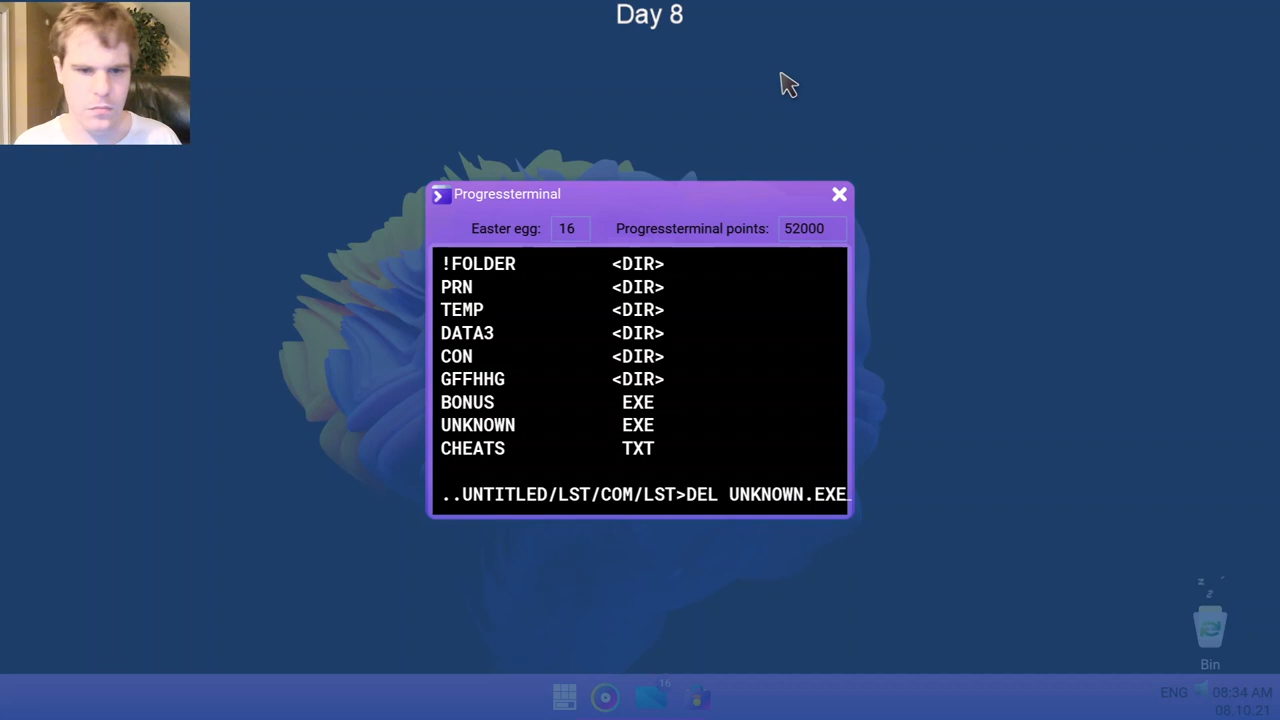 Day 8
Progressterminal
Easter egg: 16 Progressterminal points: 52000
!FOLDER <DIR>
PRN <DIR>
TEMP <DIR>
DATA3 <DIR>
CON <DIR>
GFFHHG <DIR>
BONUS EXE
UNKNOWN EXE
CHEATS TXT
..UNTITLED/LST/COM/LST>DEL UNKNOWN.EXE_
z
z
Bin
16
ENG 08:34 AM
08.10.21